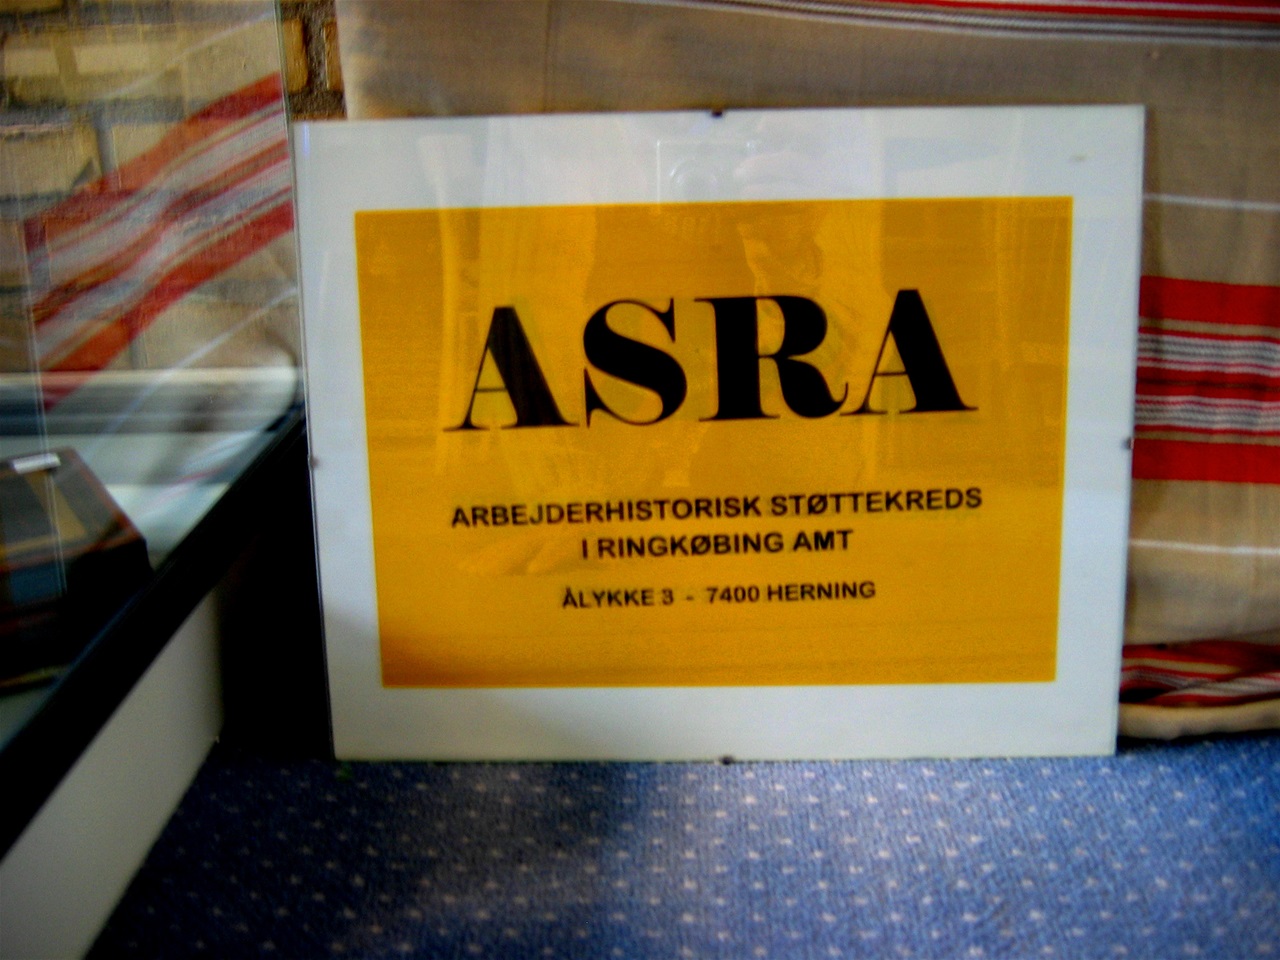 ASRA
ARBEJDERHISTORISK STØTTEKREDS
I RINGKØBING AMT
ÅLYKKE 3 - 7400 HERNING